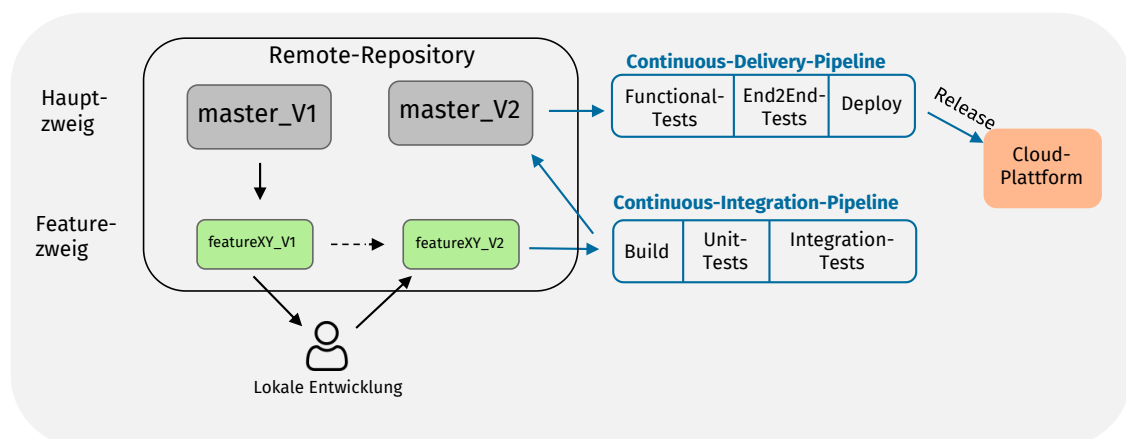 Remote-Repository
Continuous-Delivery-Pipeline
Haupt-
zweig
master_V1
master_V2
Functional-
Tests
End2End-
Tests
Deploy
Release
Cloud-
Plattform
Continuous-Integration-Pipeline
Feature-
zweig
featureXY_V1
featureXY_V2
Build
Unit-
Tests
Integration-
Tests
Lokale Entwicklung